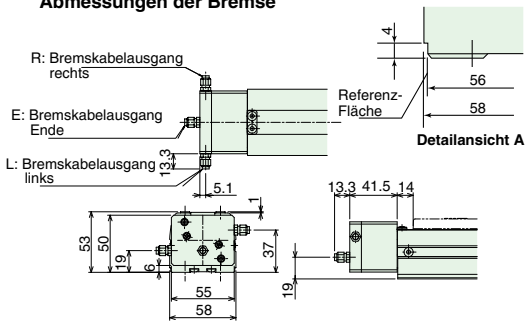 Abmessungen der Bremse
R: Bremskabelausgang
rechts
E: Bremskabelausgang
Ende
L: Bremskabelausgang
links
13.3
5.1
4
Referenz-
Fläche
56
58
Detailansicht A
1
53
50
19
6
37
55
58
13.3
41.5
14
19